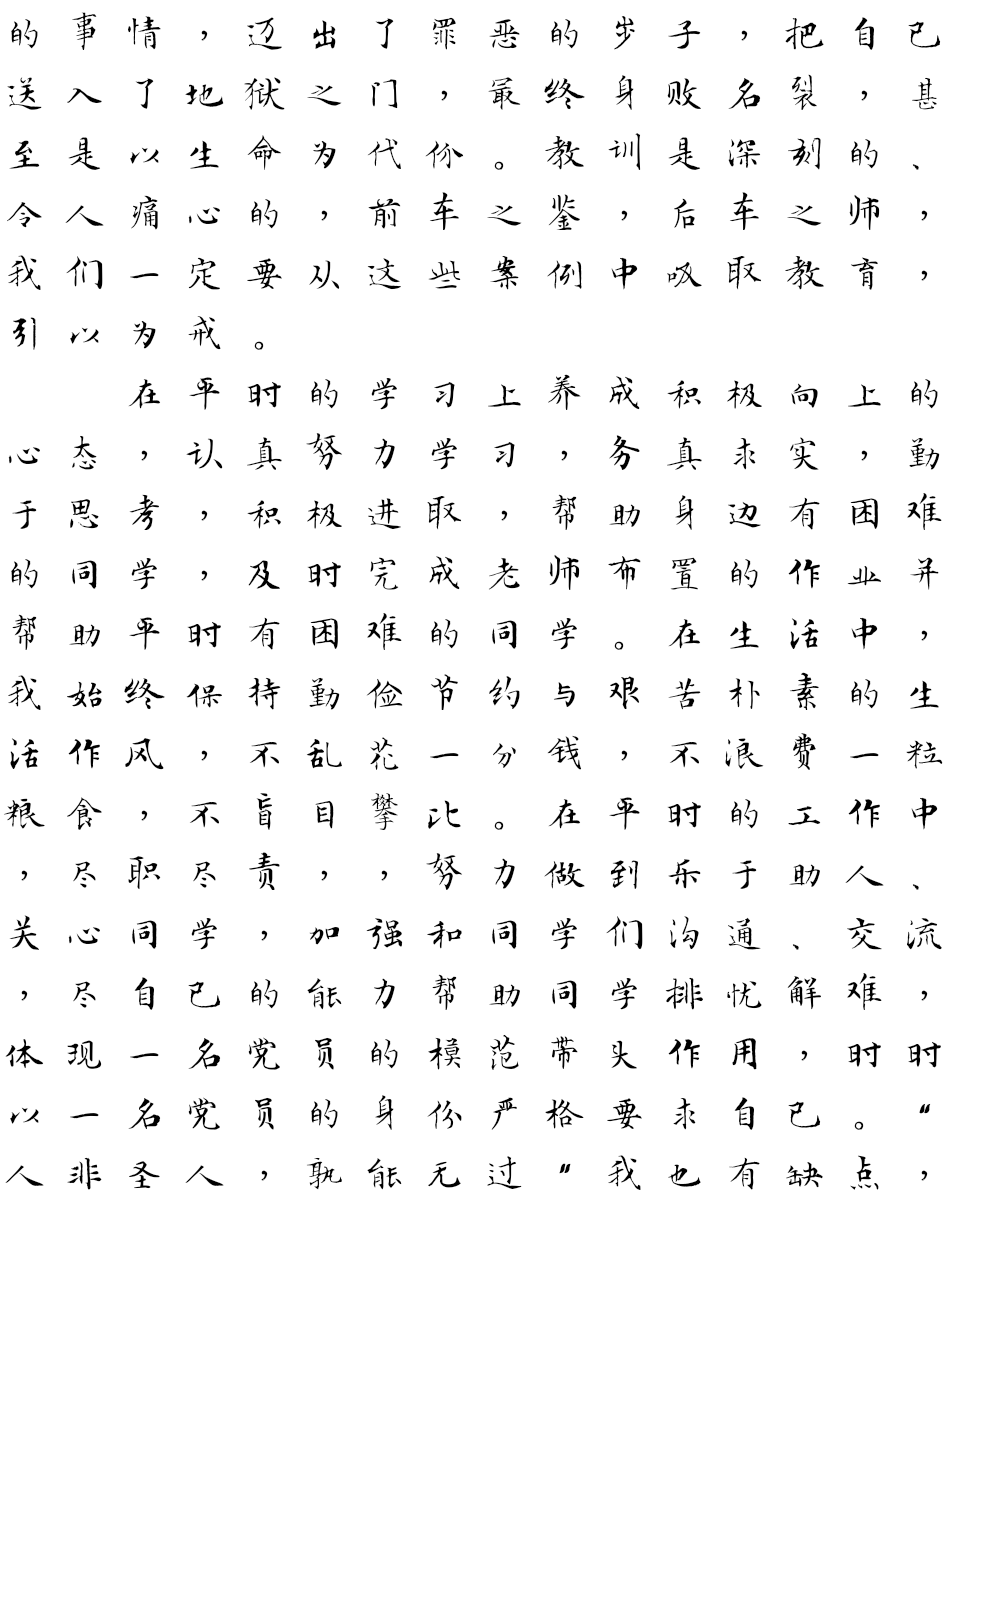 的事情，迈出了罪恶的步子，把自己
送入了地狱之门，最终身败名裂，甚
至是以生命为代价。教训是深刻的、
令人痛心的，前车之鉴，后车之师，
我们一定要从这些案例中吸取教育，
引以为戒。
在平时的学习上养成积极向上的
心态，认真努力学习，务真求实，勤
于思考，积极进取，帮助身边有困难
的同学，及时完成老师布置的作业并
帮助平时有困难的同学。在生活中，
我始终保持勤俭节约与艰苦朴素的生
活作风，不乱花一分钱，不浪费一粒
粮食，不盲目攀比。在平时的工作中
，尽职尽责，，努力做到乐于助人、
关心同学，加强和同学们沟通、交流
，尽自己的能力帮助同学排忧解难，
体现一名党员的模范带头作用，时时
以一名党员的身份严格要求自己。"
人非圣人，孰能无过"我也有缺点，